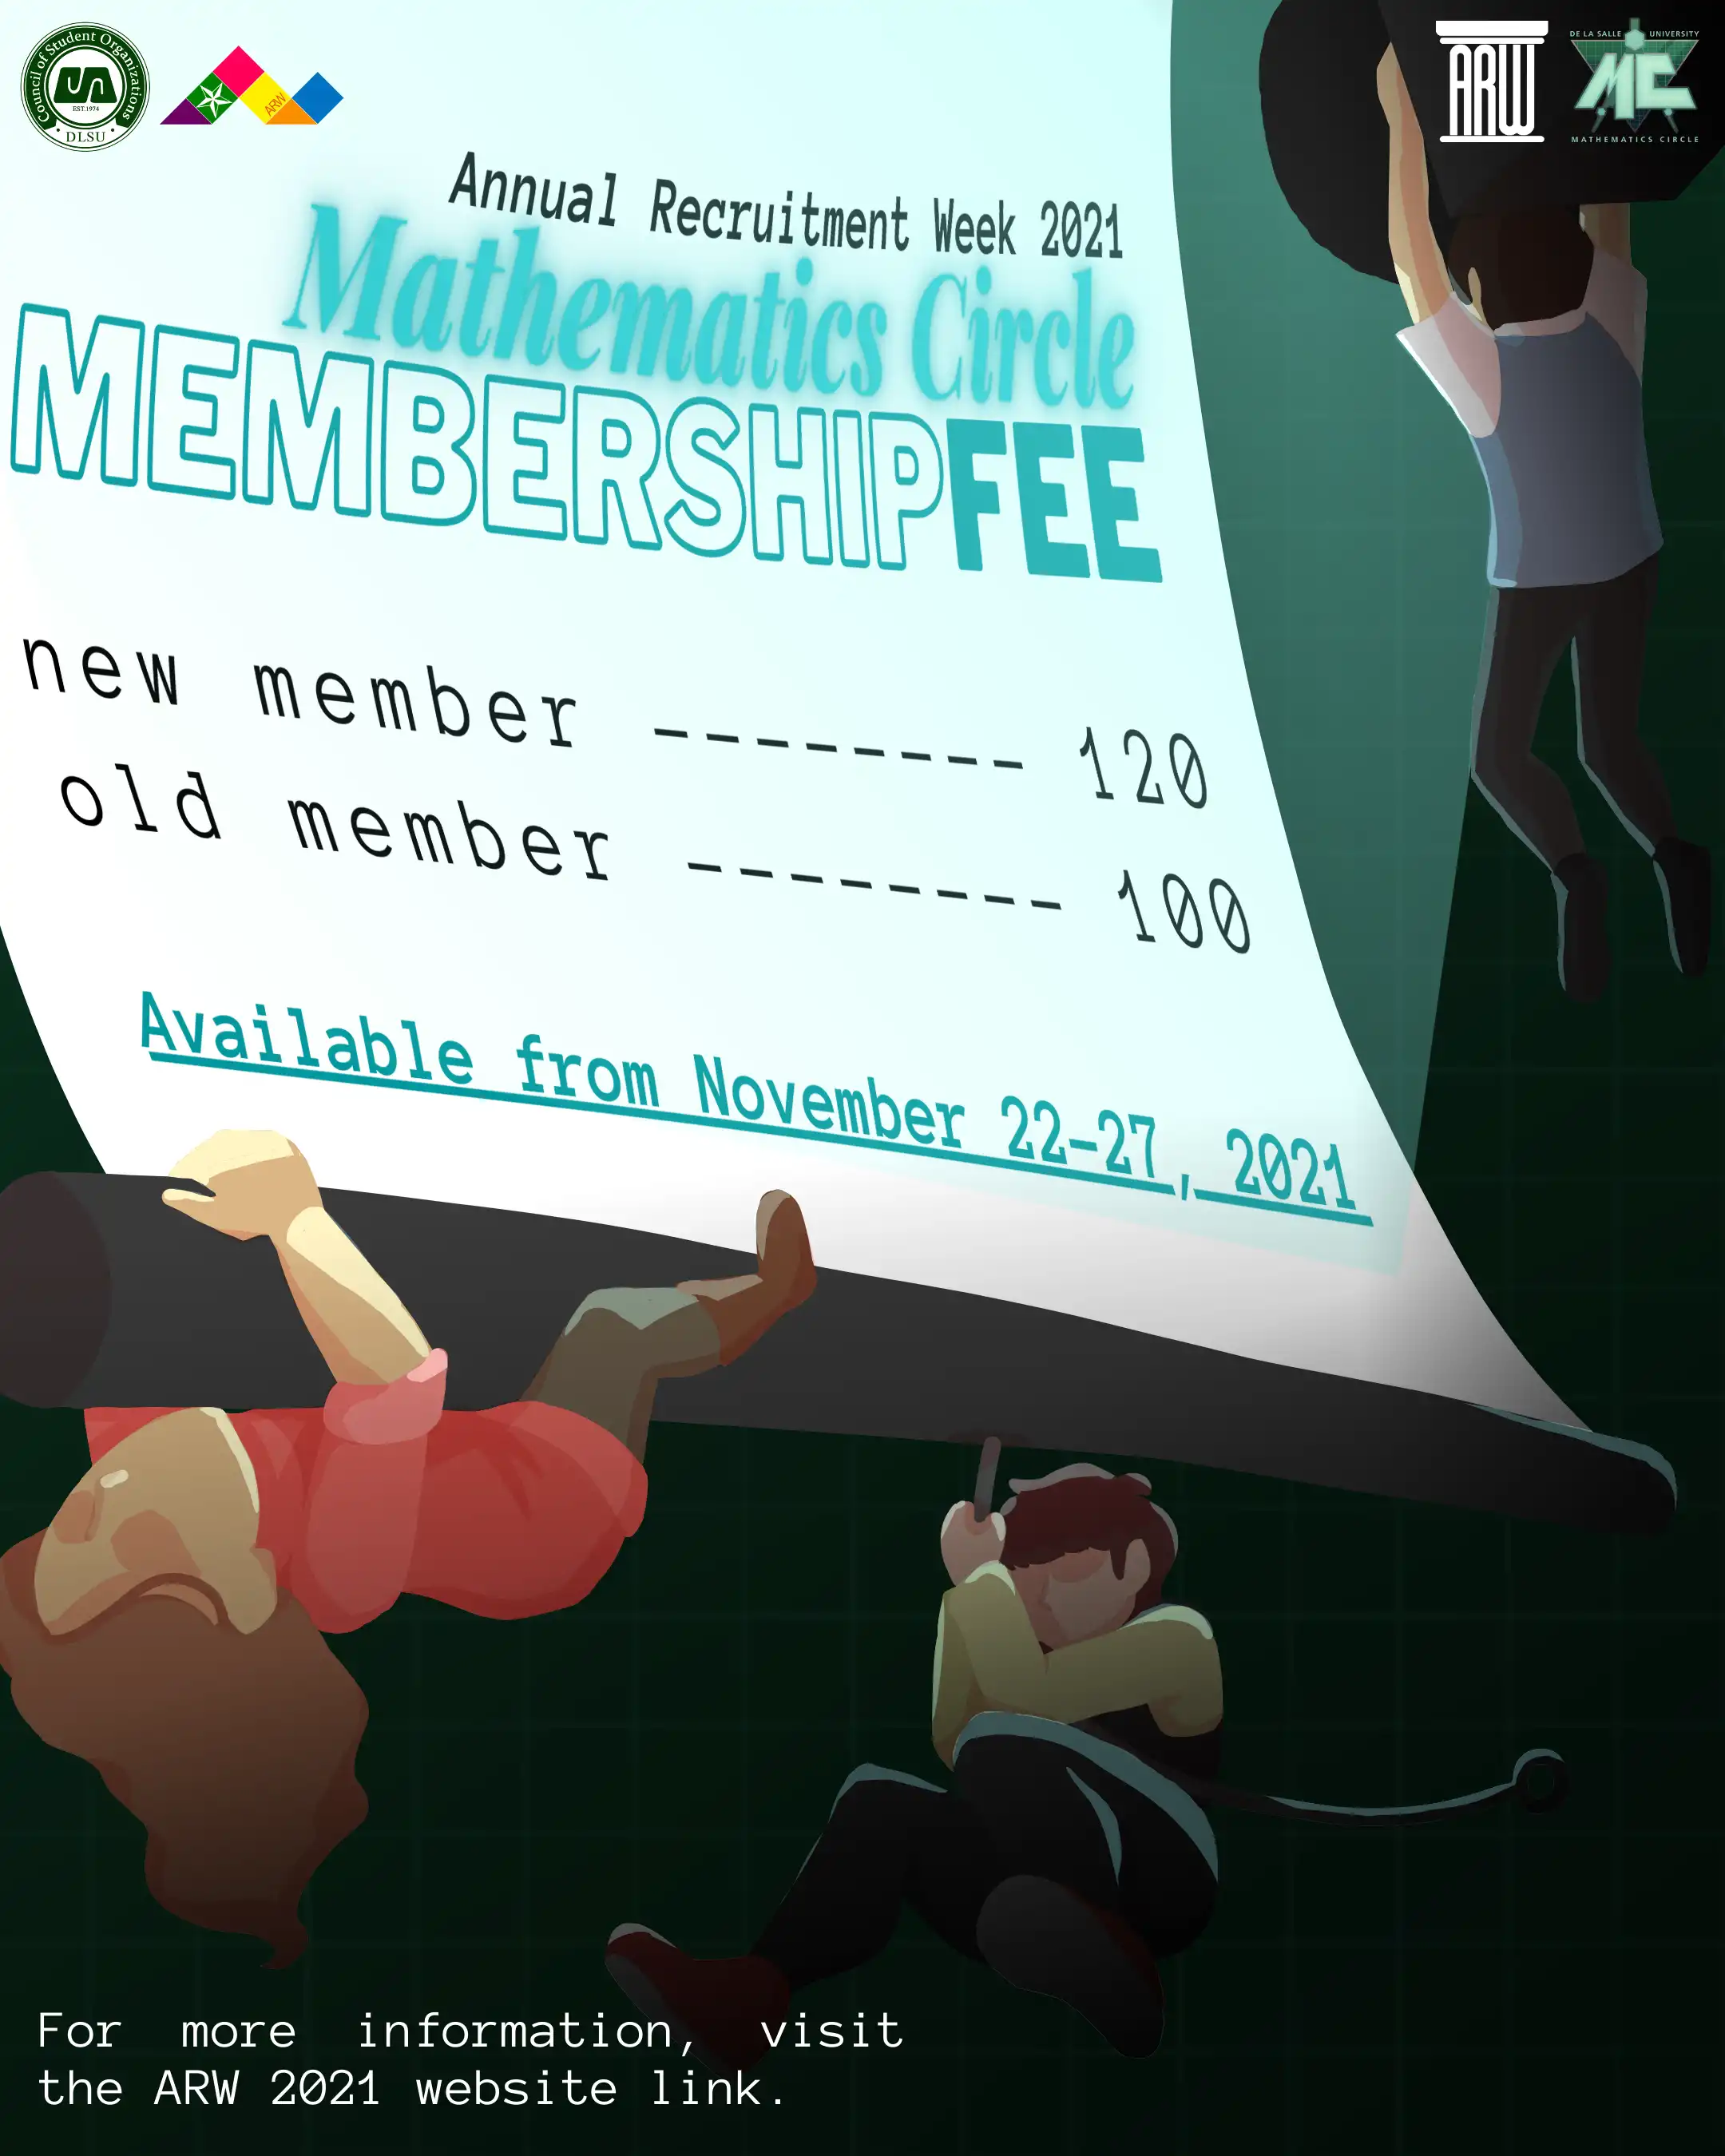 Council of Student Organizations
EST.1974
DLSU
ARW
ARW
DE LA SALLE UNIVERSITY
MC
MATHEMATICS CIRCLE
Annual Recruitment Week 2021
Mathematics Circle
MEMBERSHIPFEE
new member -------- 120
old member -------- 100
Available from November 22-27, 2021
For more information, visit
the ARW 2021 website link.